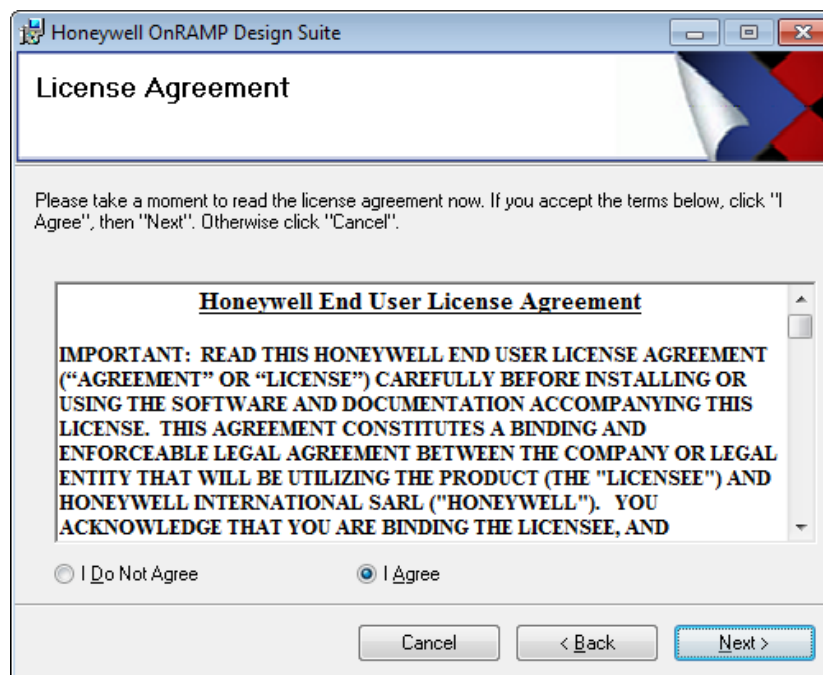 Honeywell OnRAMP Design Suite
License Agreement
Please take a moment to read the license agreement now. If you accept the terms below, click "I
Agree", then "Next". Otherwise click "Cancel".
Honeywell End User License Agreement
IMPORTANT: READ THIS HONEYWELL END USER LICENSE AGREEMENT
(“AGREEMENT” OR “LICENSE”) CAREFULLY BEFORE INSTALLING OR
USING THE SOFTWARE AND DOCUMENTATION ACCOMPANYING THIS
LICENSE. THIS AGREEMENT CONSTITUTES A BINDING AND
ENFORCEABLE LEGAL AGREEMENT BETWEEN THE COMPANY OR LEGAL
ENTITY THAT WILL BE UTILIZING THE PRODUCT (THE "LICENSEE") AND
HONEYWELL INTERNATIONAL SARL ("HONEYWELL"). YOU
ACKNOWLEDGE THAT YOU ARE BINDING THE LICENSEE, AND
I Do Not Agree I Agree
Cancel < Back Next >